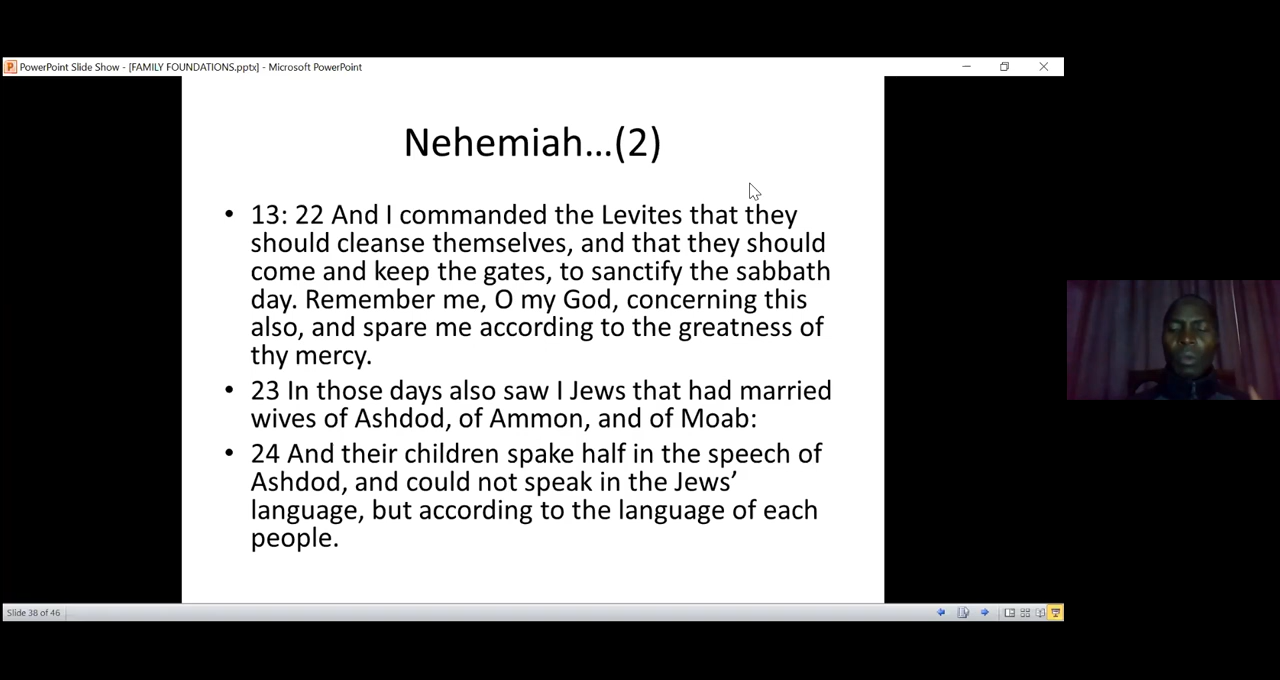 PowerPoint Slide Show - [FAMILY FOUNDATIONS.pptx] - Microsoft PowerPoint
Nehemiah...(2)
• 13: 22 And I commanded the Levites that they
should cleanse themselves, and that they should
come and keep the gates, to sanctify the sabbath
day. Remember me, O my God, concerning this
also, and spare me according to the greatness of
thy mercy.
• 23 In those days also saw I Jews that had married
wives of Ashdod, of Ammon, and of Moab:
• 24 And their children spake half in the speech of
Ashdod, and could not speak in the Jews’
language, but according to the language of each
people.
Slide 38 of 46